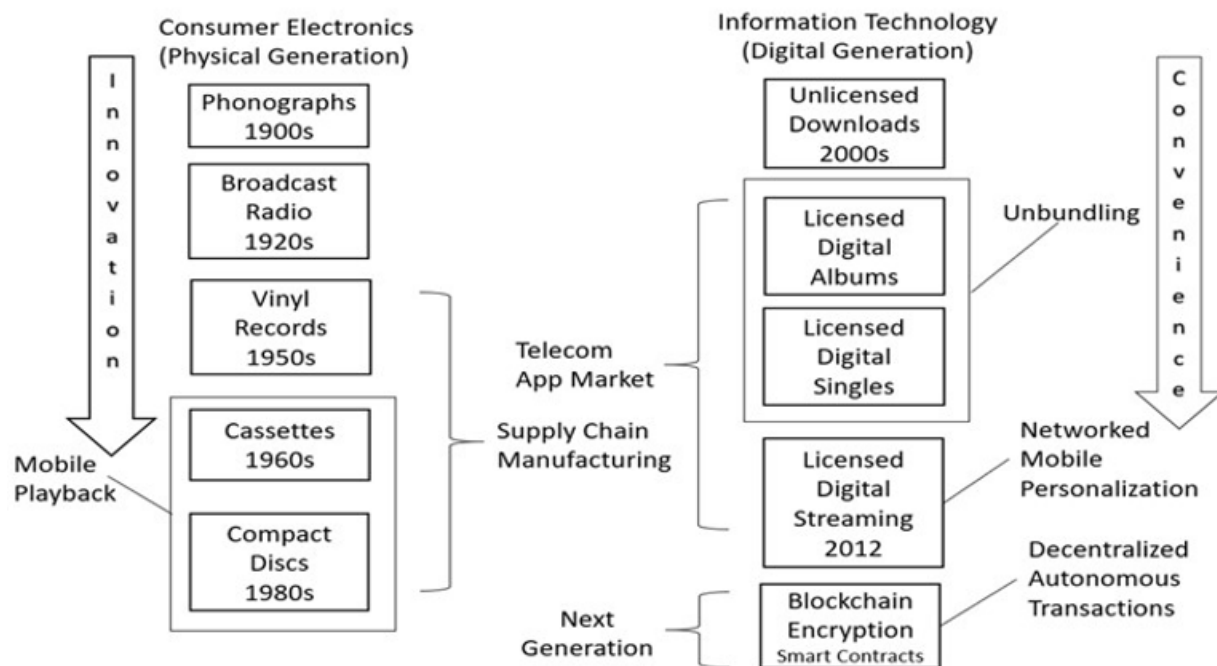 Consumer Electronics
(Physical Generation)
Innovation
Phonographs
1900s
Broadcast
Radio
1920s
Vinyl
Records
1950s
Cassettes
1960s
Compact
Discs
1980s
Mobile
Playback
Supply Chain
Manufacturing
Information Technology
(Digital Generation)
Convenience
Unlicensed
Downloads
2000s
Licensed
Digital
Albums
Licensed
Digital
Singles
Unbundling
Telecom
App Market
Licensed
Digital
Streaming
2012
Networked
Mobile
Personalization
Next
Generation
Blockchain
Encryption
Smart Contracts
Decentralized
Autonomous
Transactions